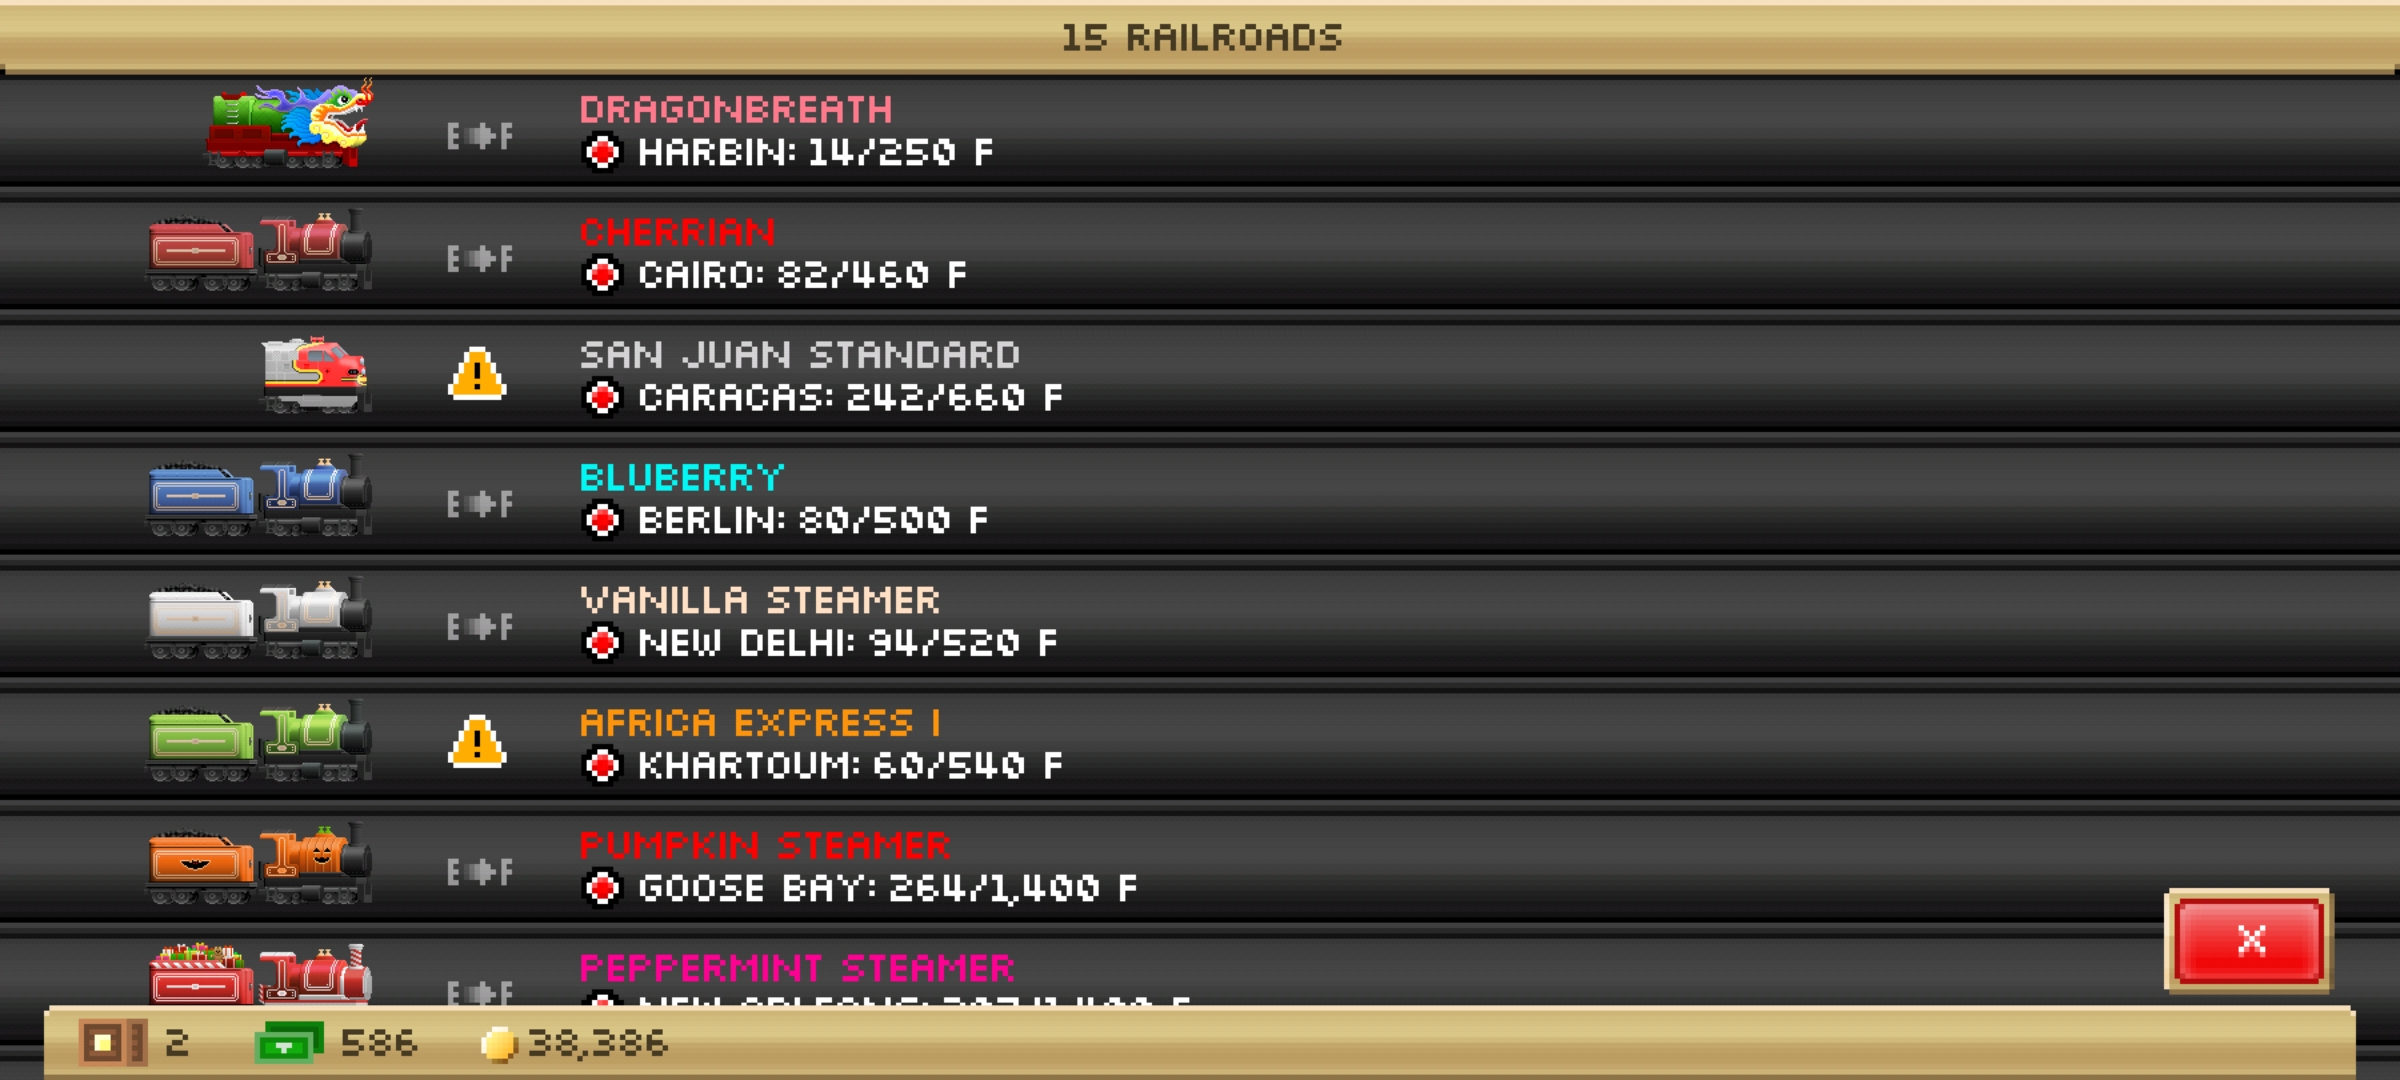 15 RAILROADS
DRAGONBREATH
E F
HARBIN: 14/250 F
CHERRIAN
E F
CAIRO: 82/460 F
SAN JUAN STANDARD
!
CARACAS: 242/660 F
BLUBERRY
E F
BERLIN: 80/500 F
VANILLA STEAMER
E F
NEW DELHI: 94/520 F
AFRICA EXPRESS I
!
KHARTOUM: 60/540 F
PUMPKIN STEAMER
E F
GOOSE BAY: 264/1,400 F
X
PEPPERMINT STEAMER
E F
2 586 38,386